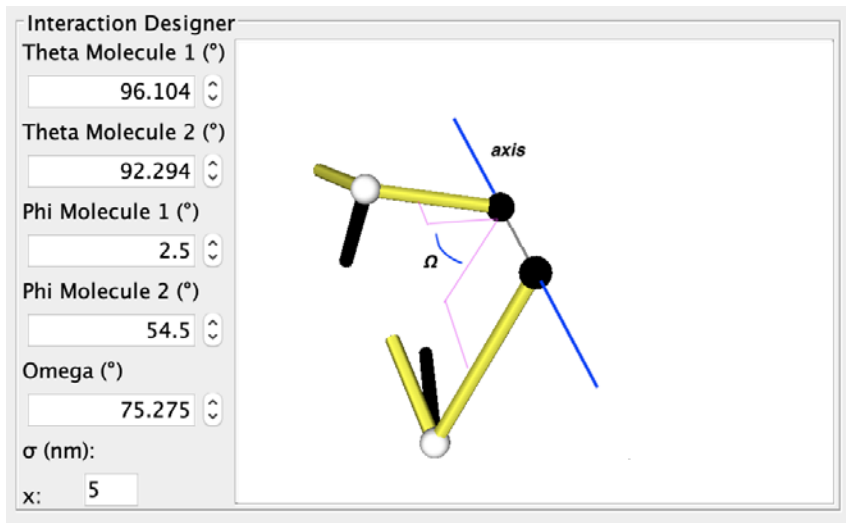 Interaction Designer
Theta Molecule 1 (°)
96.104
Theta Molecule 2 (°)
92.294
Phi Molecule 1 (°)
2.5
Phi Molecule 2 (°)
54.5
Omega (°)
75.275
σ (nm):
x: 5
axis
Ω